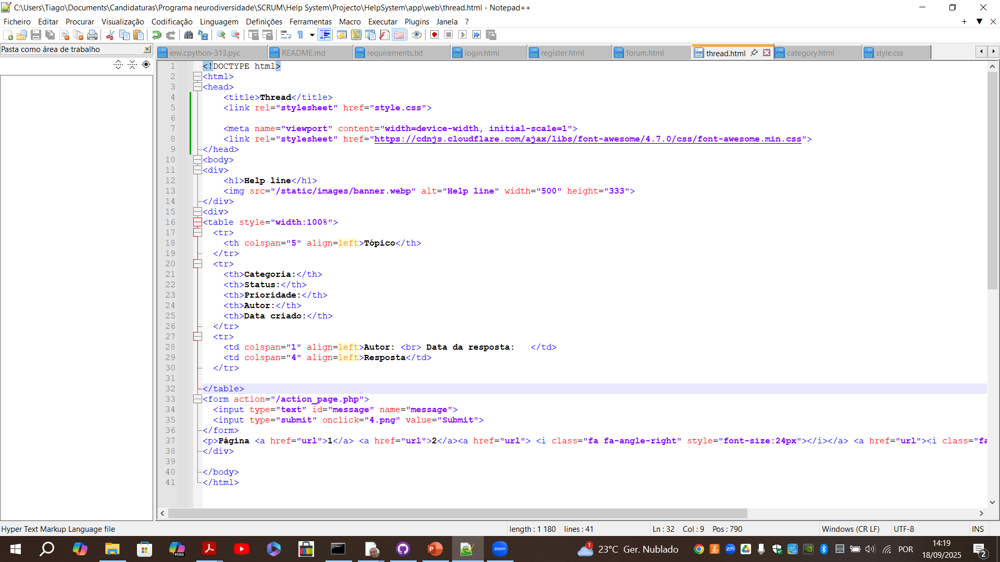 C:\Users\Tiago\Documents\Candidaturas\Programa neurodiversidade\SCRUM\Help System\Projecto\HelpSystem\app\web\thread.html - Notepad++
Ficheiro Editar Procurar Visualização Codificação Linguagem Definições Ferramentas Macro Executar Plugins Janela ?
Pasta como área de trabalho
env.cpython-313.pyc README.md requirements.txt login.html register.html forum.html thread.html category.html style.css
1 <!DOCTYPE html>
2 <html>
3 <head>
4 <title>Thread</title>
5 <link rel="stylesheet" href="style.css">
6
7 <meta name="viewport" content="width=device-width, initial-scale=1">
8 <link rel="stylesheet" href="https://cdnjs.cloudflare.com/ajax/libs/font-awesome/4.7.0/css/font-awesome.min.css">
9 </head>
10 <body>
11 <div>
12 <h1>Help line</h1>
13 <img src="/static/images/banner.webp" alt="Help line" width="500" height="333">
14 </div>
15 <div>
16 <table style="width:100%">
17 <tr>
18 <th colspan="5" align=left>Tópico</th>
19 </tr>
20 <tr>
21 <th>Categoria:</th>
22 <th>Status:</th>
23 <th>Prioridade:</th>
24 <th>Autor:</th>
25 <th>Data criado:</th>
26 </tr>
27 <tr>
28 <td colspan="1" align=left>Autor: <br> Data da resposta: </td>
29 <td colspan="4" align=left>Resposta</td>
30 </tr>
31
32 </table>
33 <form action="/action_page.php">
34 <input type="text" id="message" name="message">
35 <input type="submit" onclick="4.png" value="Submit">
36 </form>
37 <p>Página <a href="url">1</a> <a href="url">2</a><a href="url"> <i class="fa fa-angle-right" style="font-size:24px"></i></a> <a href="url"><i class="fa
38 </div>
39
40 </body>
41 </html>
Hyper Text Markup Language file length : 1 180 lines : 41 Ln : 32 Col : 9 Pos : 790 Windows (CR LF) UTF-8 INS
M365
zoom
1
23°C Ger. Nublado
zm
POR
14:19
18/09/2025
2